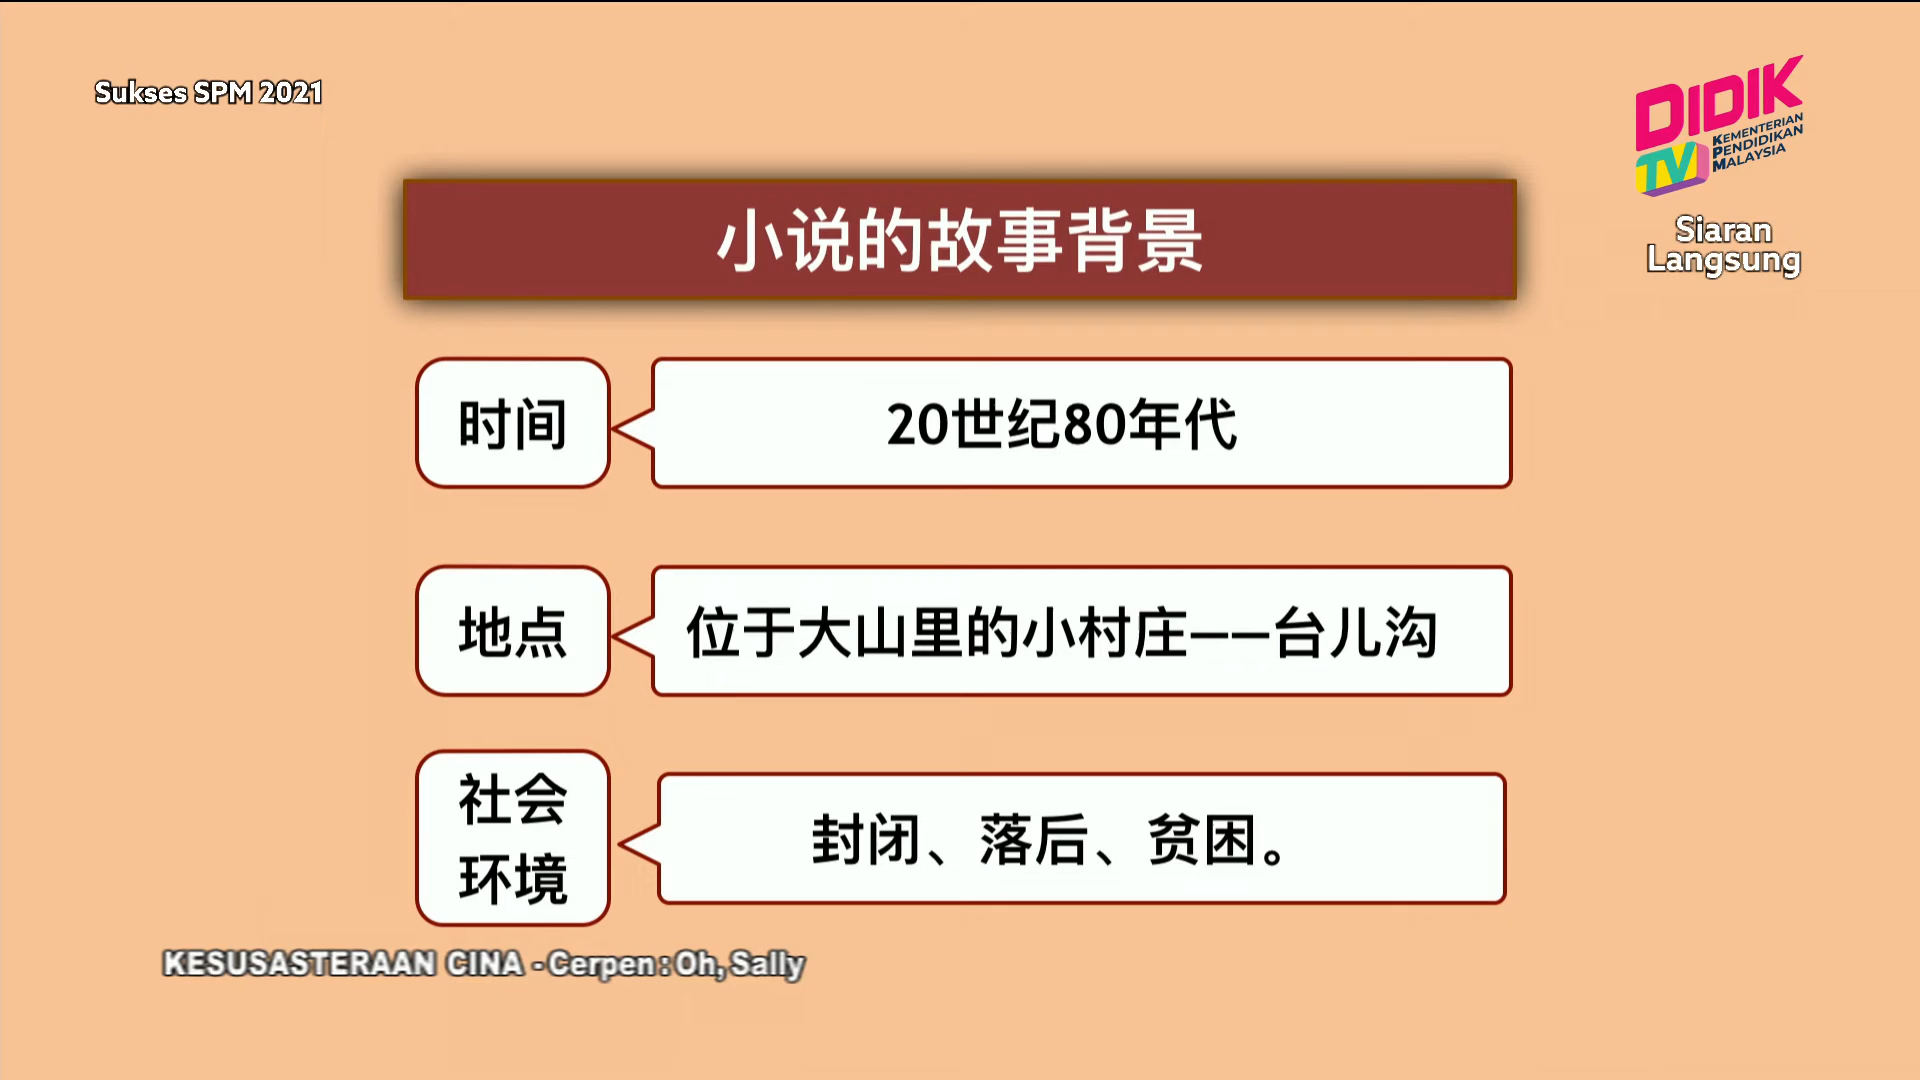 Sukses SPM 2021
DIDIK
TV
KEMENTERIAN
PENDIDIKAN
MALAYSIA
Siaran
Langsung
小说的故事背景
时间
20世纪80年代
地点
位于大山里的小村庄——台儿沟
社会
环境
封闭、落后、贫困。
KESUSASTERAAN CINA - Cerpen : Oh, Sally